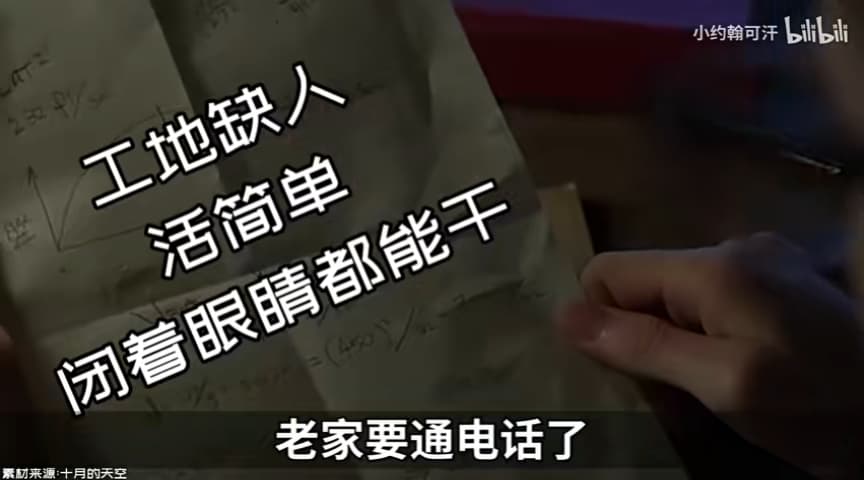 小约翰可汗 bilibili
工地缺人
活简单
闭着眼睛都能干
=(450)
老家要通电话了
素材来源:十月的天空